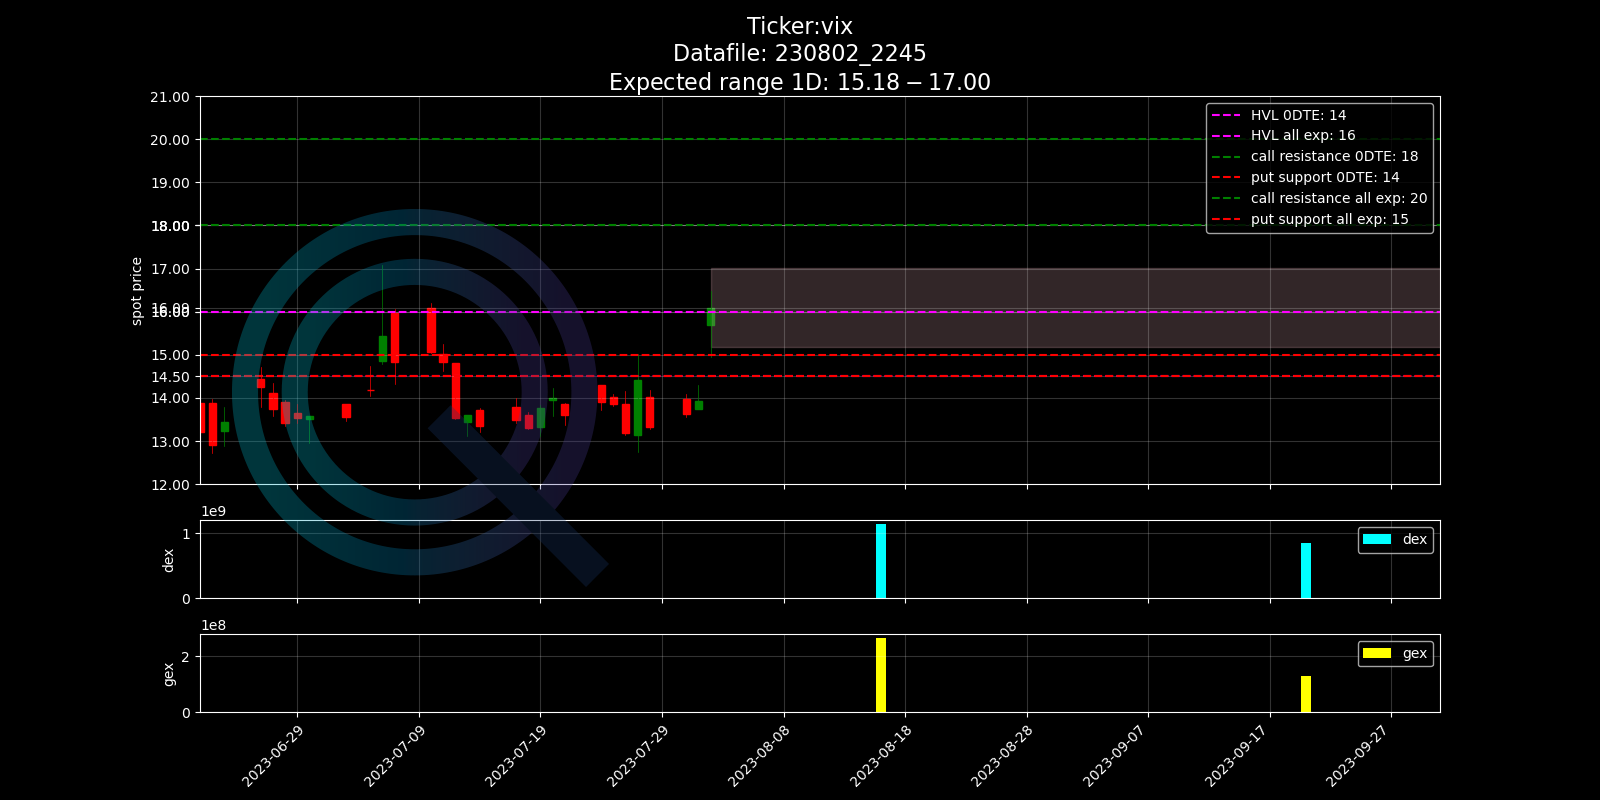 Ticker:vix
Datafile: 230802_2245
Expected range 1D: 15.18 − 17.00
21.00
20.00
19.00
18.00
17.00
16.09
16.00
15.00
14.50
14.00
13.00
12.00
spot price
HVL 0DTE: 14
HVL all exp: 16
call resistance 0DTE: 18
put support 0DTE: 14
call resistance all exp: 20
put support all exp: 15
1e9
1
0
dex
dex
1e8
2
0
gex
gex
2023-06-29
2023-07-09
2023-07-19
2023-07-29
2023-08-08
2023-08-18
2023-08-28
2023-09-07
2023-09-17
2023-09-27